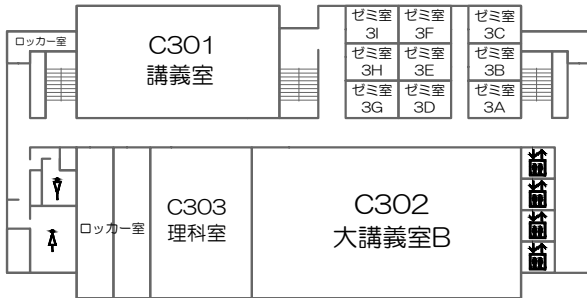 ロッカー室
C301
講義室
ゼミ室
3I
ゼミ室
3F
ゼミ室
3C
ゼミ室
3H
ゼミ室
3E
ゼミ室
3B
ゼミ室
3G
ゼミ室
3D
ゼミ室
3A
ロッカー室
C303
理科室
C302
大講義室B